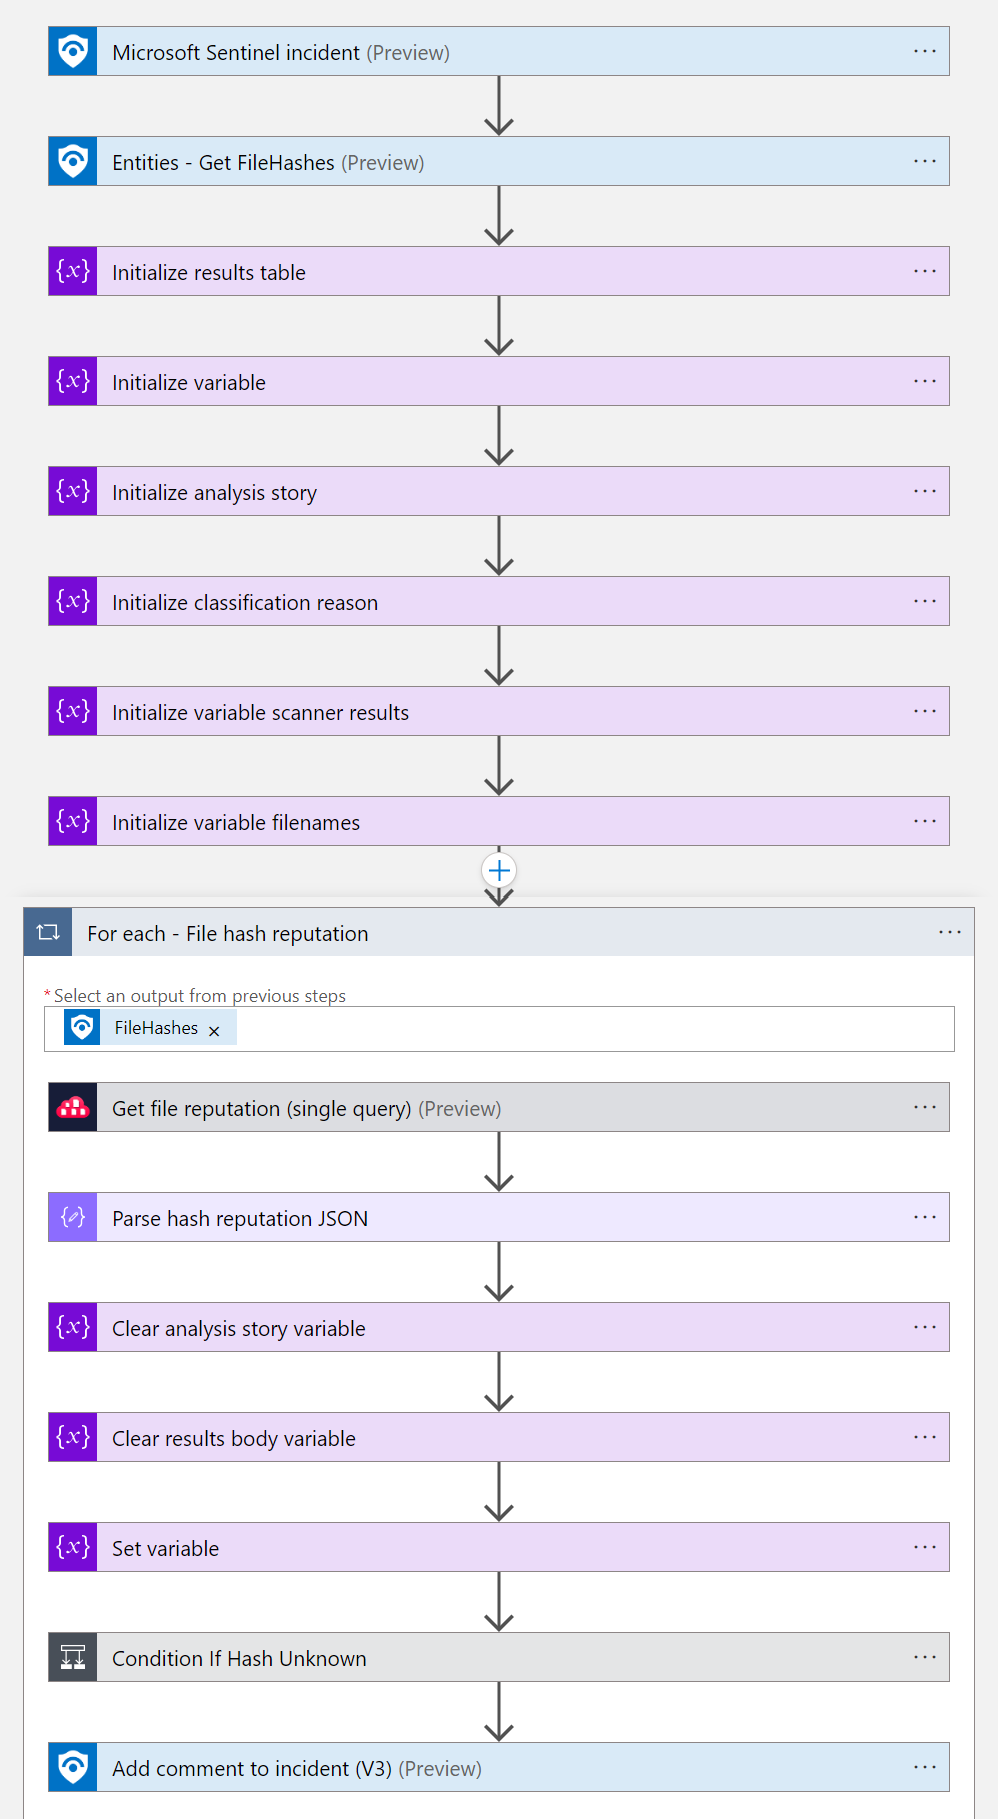 Microsoft Sentinel incident (Preview)
Entities - Get FileHashes (Preview)
{x} Initialize results table
{x} Initialize variable
{x} Initialize analysis story
{x} Initialize classification reason
{x} Initialize variable scanner results
{x} Initialize variable filenames
For each - File hash reputation
* Select an output from previous steps
FileHashes ×
Get file reputation (single query) (Preview)
Parse hash reputation JSON
{x} Clear analysis story variable
{x} Clear results body variable
{x} Set variable
Condition If Hash Unknown
Add comment to incident (V3) (Preview)